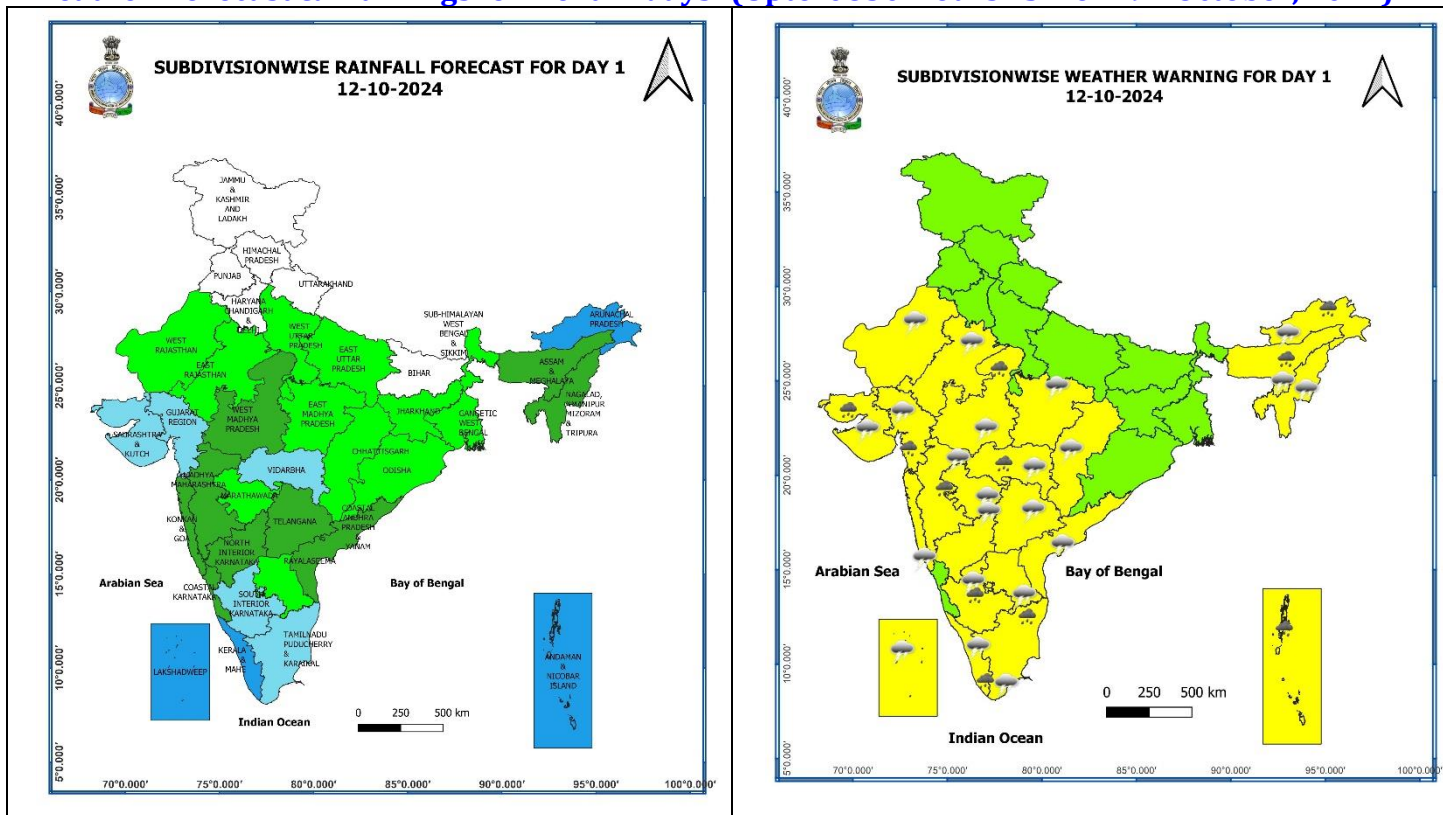 SUBDIVISIONWISE RAINFALL FORECAST FOR DAY 1
12-10-2024
40°0.000'
35°0.000'
30°0.000'
25°0.000'
20°0.000'
15°0.000'
10°0.000'
5°0.000'
JAMMU
&
KASHMIR
AND
LADAKH
HIMACHAL
PRADESH
PUNJAB
UTTARAKHAND
HARYANA
CHANDIGARH
&
DELHI
WEST
UTTAR
PRADESH
SUB-HIMALAYAN
WEST
BENGAL
&
SIKKIM
ARUNACHAL
PRADESH
WEST
RAJASTHAN
EAST
UTTAR
PRADESH
EAST
RAJASTHAN
BIHAR
ASSAM
&
MEGHALAYA
GUJARAT
REGION
WEST
MADHYA
PRADESH
EAST
MADHYA
PRADESH
JHARKHAND
GANGETIC
WEST
BENGAL
MIZORAM
&
TRIPURA
SAURASHTRA
&
KUTCH
CHHATTISGARH
VIDARBHA
ODISHA
MADHYA
MAHARASHTRA
MARATHAWADA
KONKAN
&
GOA
TELANGANA
COASTAL
ANDHRA
PRADESH
&
YANAM
NORTH
INTERIOR
KARNATAKA
RAYALASEEMA
Arabian Sea
Bay of Bengal
COASTAL
KARNATAKA
SOUTH
INTERIOR
KARNATAKA
TAMILNADU
PUDUCHERRY
&
KARAIKAL
KERALA
&
MAHE
LAKSHADWEEP
ANDAMAN
&
NICOBAR
ISLAND
0 250 500 km
Indian Ocean
70°0.000' 75°0.000' 80°0.000' 85°0.000' 90°0.000' 95°0.000' 100°0.000'
SUBDIVISIONWISE WEATHER WARNING FOR DAY 1
12-10-2024
40°0.000'
35°0.000'
30°0.000'
25°0.000'
20°0.000'
15°0.000'
10°0.000'
5°0.000'
Arabian Sea
Bay of Bengal
0 250 500 km
Indian Ocean
70°0.000' 75°0.000' 80°0.000' 85°0.000' 90°0.000' 95°0.000' 100°0.000'